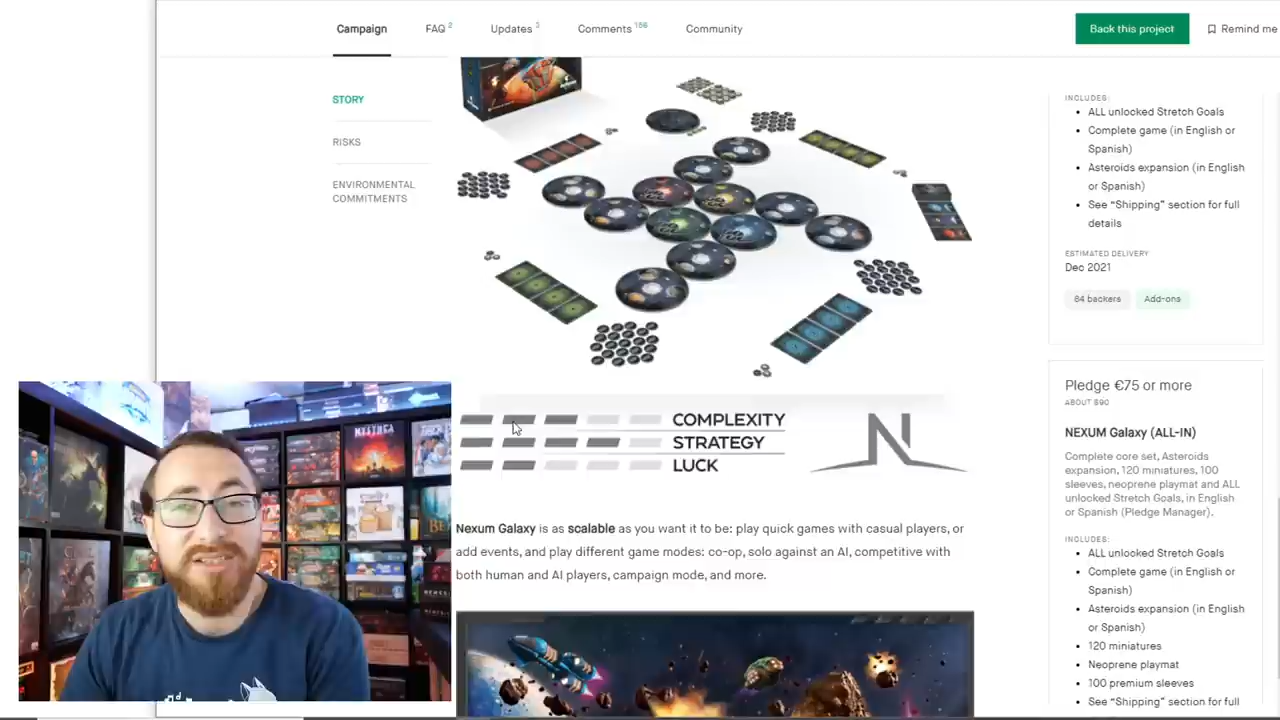 Campaign
FAQ 2
Updates 3
Comments 186
Community
Back this project
Remind me
STORY
RISKS
ENVIRONMENTAL
COMMITMENTS
COMPLEXITY
STRATEGY
LUCK
N
Nexum Galaxy is as scalable as you want it to be: play quick games with casual players, or
add events, and play different game modes: co-op, solo against an AI, competitive with
both human and AI players, campaign mode, and more.
INCLUDES:
• ALL unlocked Stretch Goals
• Complete game (in English or
Spanish)
• Asteroids expansion (in English
or Spanish)
• See “Shipping” section for full
details
ESTIMATED DELIVERY
Dec 2021
84 backers
Add-ons
Pledge €75 or more
ABOUT $90
NEXUM Galaxy (ALL-IN)
Complete core set, Asteroids
expansion, 120 miniatures, 100
sleeves, neoprene playmat and ALL
unlocked Stretch Goals, in English
or Spanish (Pledge Manager).
INCLUDES:
• ALL unlocked Stretch Goals
• Complete game (in English or
Spanish)
• Asteroids expansion (in English
or Spanish)
• 120 miniatures
• Neoprene playmat
• 100 premium sleeves
• See “Shipping” section for full
MYSTHEA